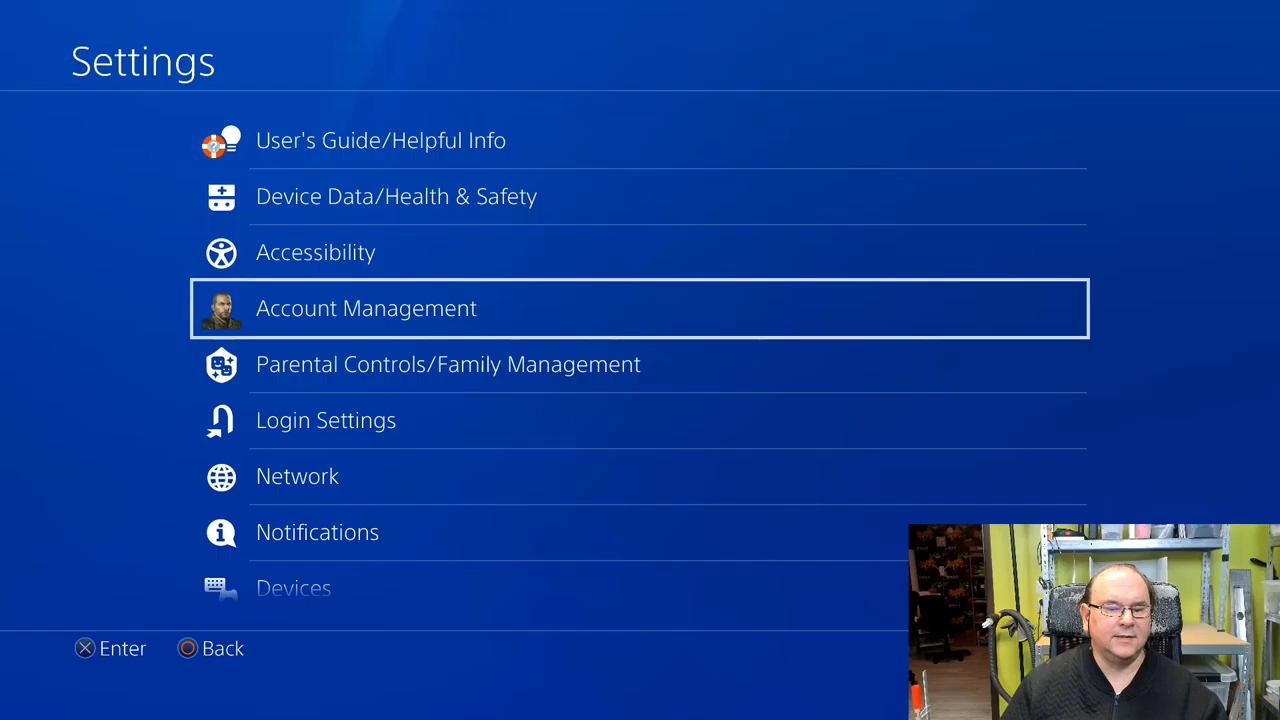 Settings
User's Guide/Helpful Info
Device Data/Health & Safety
Accessibility
Account Management
Parental Controls/Family Management
Login Settings
Network
Notifications
Devices
Enter Back